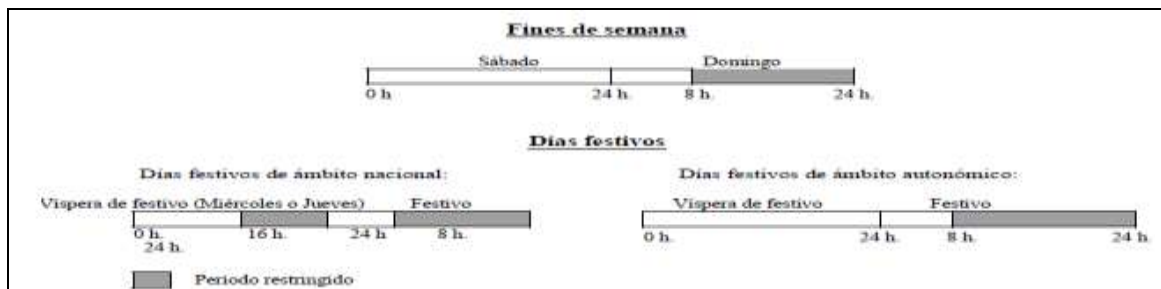 Fines de semana
Sábado Domingo
0 h. 24 h. 8 h. 24 h.
Días festivos
Días festivos de ámbito nacional: Días festivos de ámbito autonómico:
Víspera de festivo (Miércoles o Jueves) Festivo Víspera de festivo Festivo
0 h. 16 h. 24 h 8 h. 0 h. 24 h. 8 h. 24 h.
24 h.
Periodo restringido